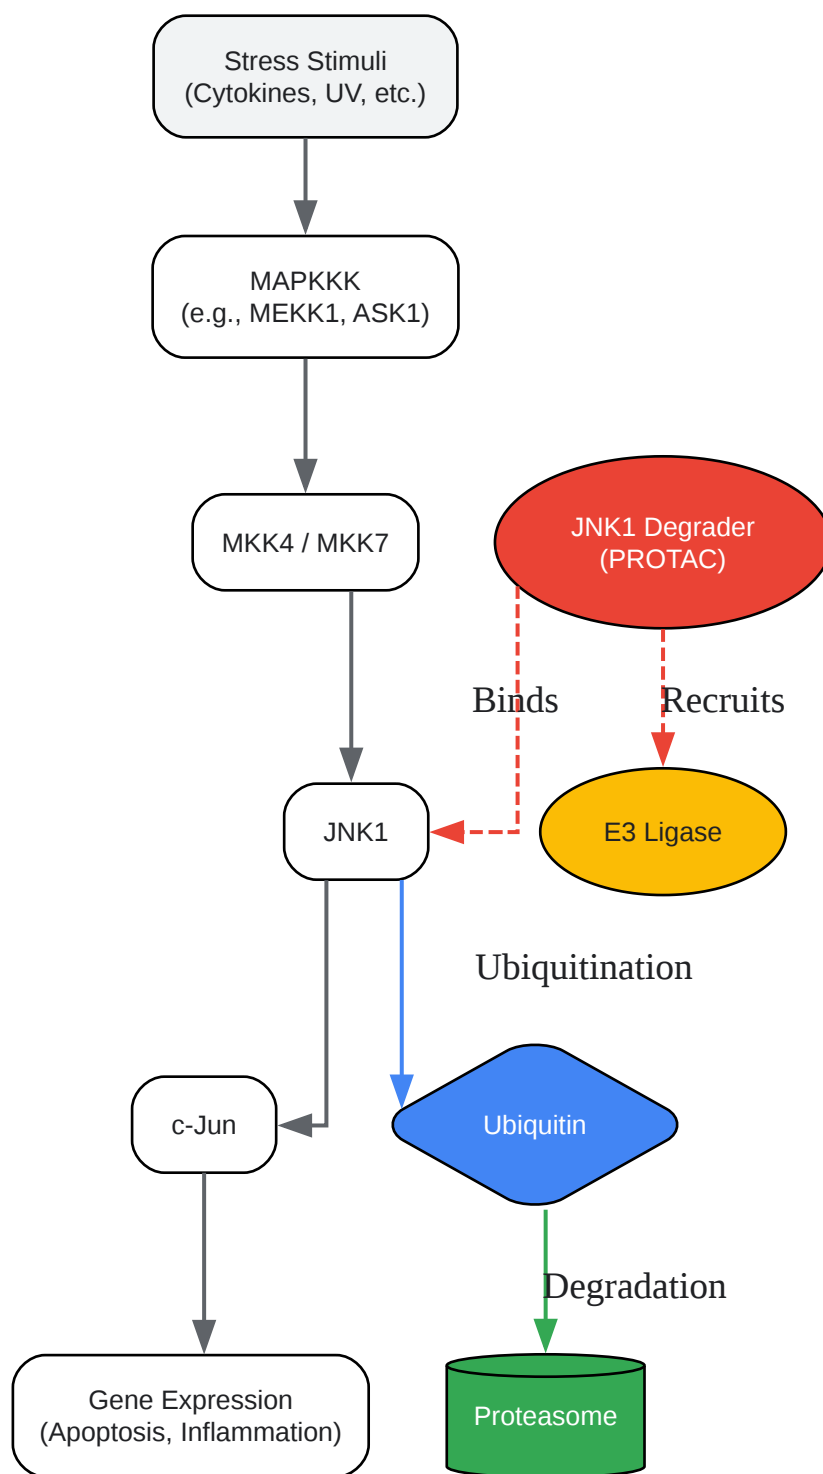 Stress Stimuli
(Cytokines, UV, etc.)
MAPKKK
(e.g., MEKK1, ASK1)
MKK4 / MKK7
JNK1 Degrader
(PROTAC)
Binds
Recruits
JNK1
E3 Ligase
Ubiquitination
c-Jun
Ubiquitin
Degradation
Gene Expression
(Apoptosis, Inflammation)
Proteasome